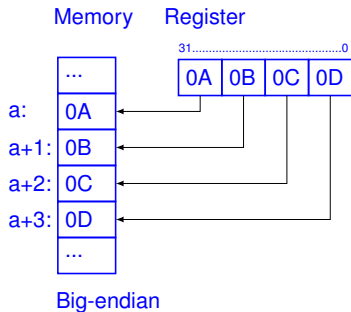 Memory Register
31..............................................0
... 0A 0B 0C 0D
a: 0A
a+1: 0B
a+2: 0C
a+3: 0D
...
Big-endian